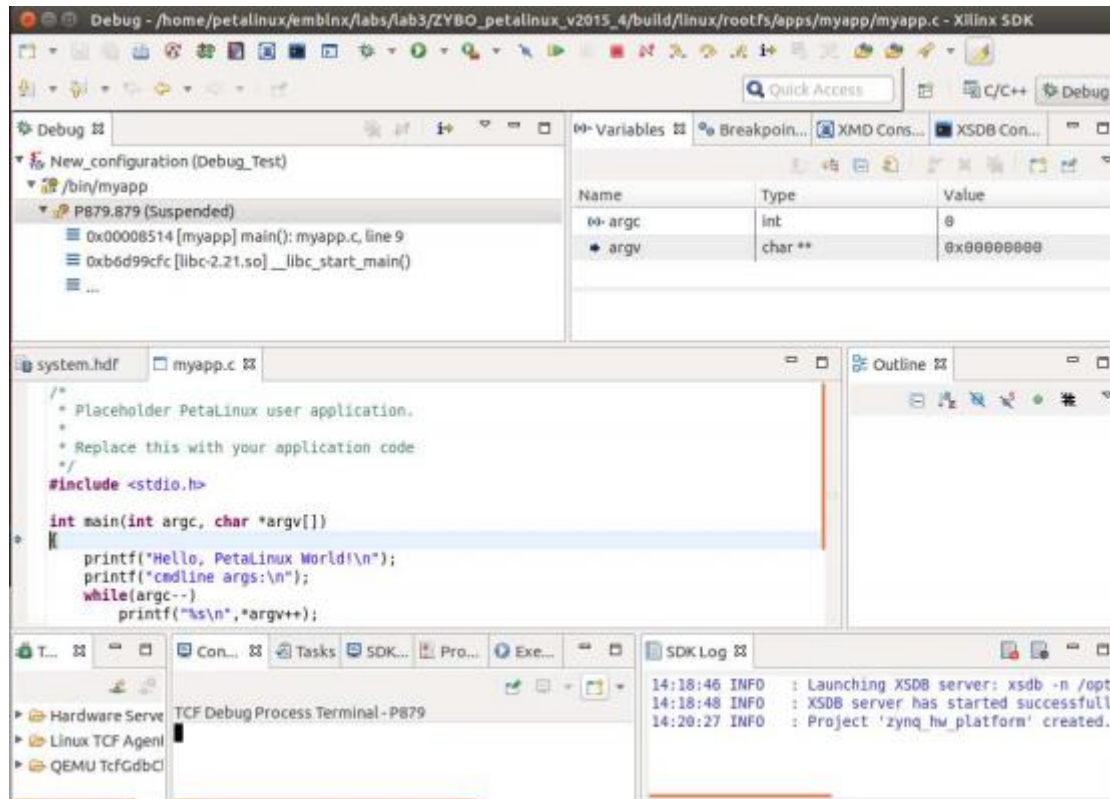 Debug - /home/petalinux/emblnx/labs/lab3/ZYBO_petalinux_v2015_4/build/linux/rootfs/apps/myapp/myapp.c - Xilinx SDK
Quick Access
C/C++
Debug
Debug
New_configuration (Debug_Test)
/bin/myapp
P879.879 (Suspended)
0x00008514 [myapp] main(): myapp.c, line 9
0xb6d99cfc [libc-2.21.so] __libc_start_main()
...
Variables
Breakpoin...
XMD Cons...
XSDB Con...
Name Type Value
argc int 0
argv char ** 0x00000000
system.hdf
myapp.c
/*
* Placeholder PetaLinux user application.
*
* Replace this with your application code
*/
#include <stdio.h>
int main(int argc, char *argv[])
{
printf("Hello, PetaLinux World!\n");
printf("cmdline args:\n");
while(argc--)
printf("%s\n",*argv++);
Outline
T...
Hardware Serve
Linux TCF Agent
QEMU TcfGdbCl
Con...
Tasks
SDK...
Pro...
Exe...
TCF Debug Process Terminal - P879
SDK Log
14:18:46 INFO : Launching XSDB server: xsdb -n /opt
14:18:48 INFO : XSDB server has started successfull
14:20:27 INFO : Project 'zynq_hw_platform' created.